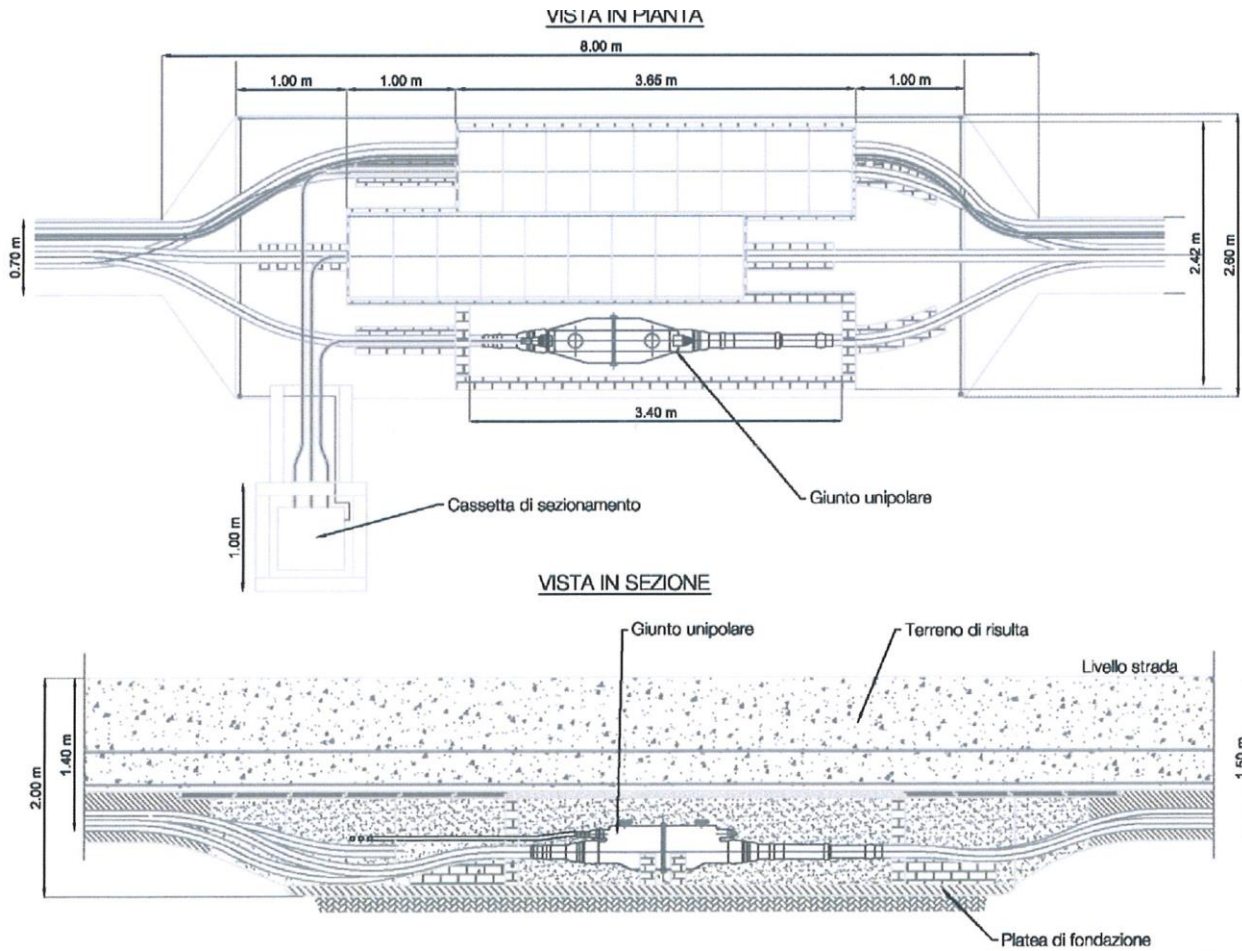 VISTA IN PIANTA
8.00 m
1.00 m 1.00 m 3.65 m 1.00 m
0.70 m
2.42 m
2.60 m
3.40 m
Cassetta di sezionamento
Giunto unipolare
1.00 m
VISTA IN SEZIONE
Giunto unipolare
Terreno di risulta
Livello strada
1.40 m
2.00 m
1.50 m
Platea di fondazione